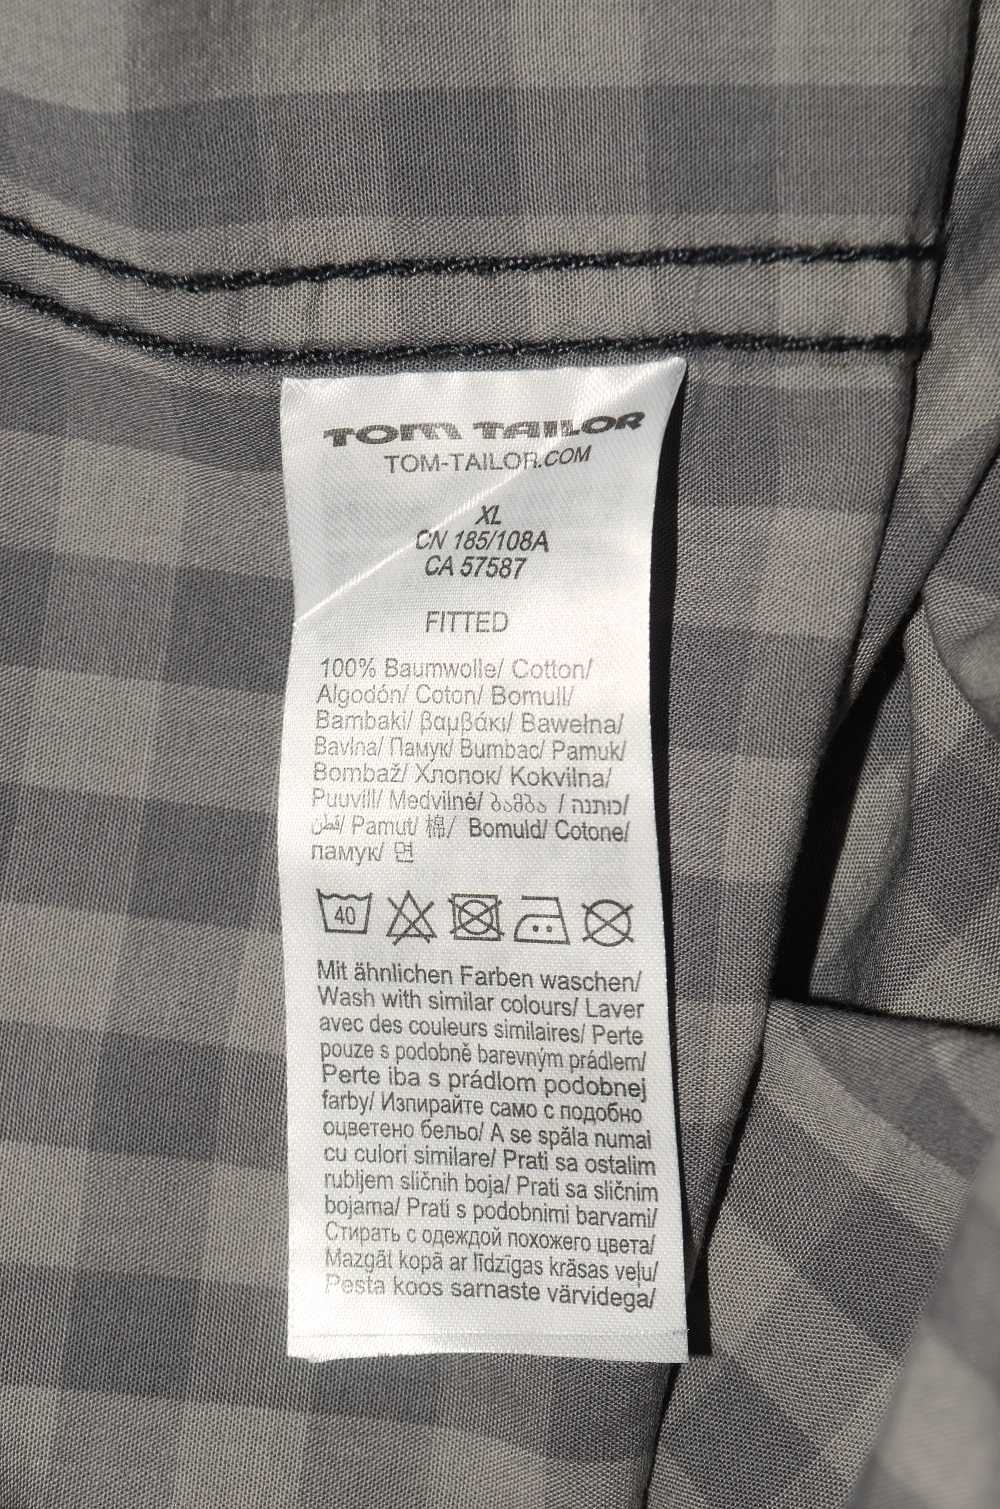 TOM TAILOR
TOM-TAILOR.COM
XL
CN 185/108A
CA 57587
FITTED
100% Baumwolle/ Cotton/
Algodón/ Coton/ Bomull/
Bambaki/ βαμβάκι/ Bawełna/
Bavlna/ Памук/ Bumbac/ Pamuk/
Bombaž/ Хлопок/ Kokvilna/
Puuvill/ Medvilnė/ ბამბა / כותנה/
قطن/ Pamut/ 棉/ Bomuld/ Cotone/
памук/ 면
40
Mit ähnlichen Farben waschen/
Wash with similar colours/ Laver
avec des couleurs similaires/ Perte
pouze s podobně barevným prádlem/
Perte iba s prádlom podobnej
farby/ Изпирайте само с подобно
оцветено бельо/ A se spăla numai
cu culori similare/ Prati sa ostalim
rubljem sličnih boja/ Prati sa sličnim
bojama/ Prati s podobnimi barvami/
Стирать с одеждой похожего цвета/
Mazgāt kopā ar līdzīgas krāsas veļu/
Pesta koos sarnaste värvidega/